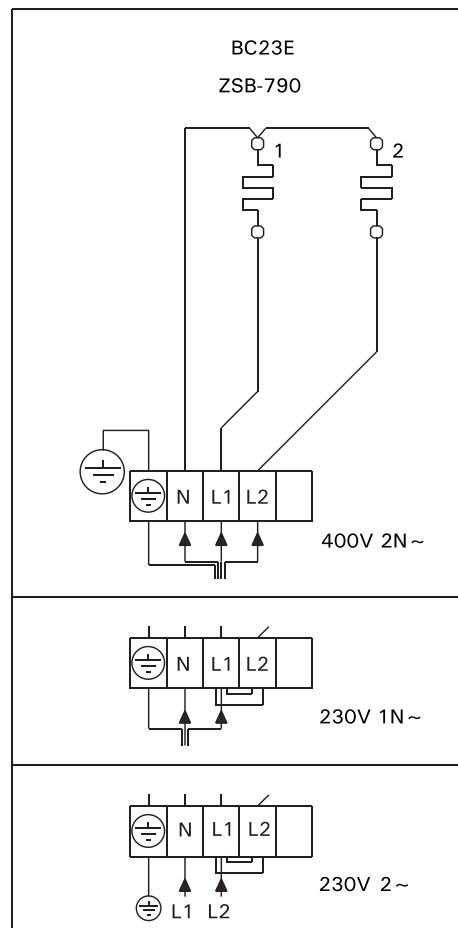 BC23E
ZSB-790
1 2
N L1 L2
400V 2N~
N L1 L2
230V 1N~
N L1 L2
230V 2~
L1 L2